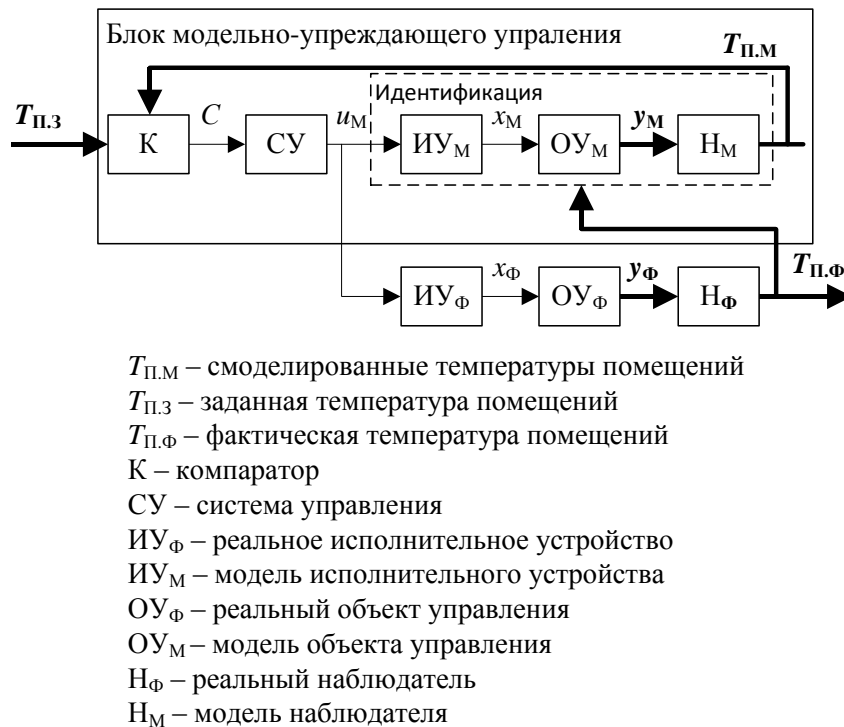 Блок модельно-упреждающего упраления
T П.М
Идентификация
T П.З
К
C
СУ
u М
ИУ М
x М
ОУ М
y М
Н М
ИУ Ф
x Ф
ОУ Ф
y Ф
Н Ф
T П.Ф
T П.М – смоделированные температуры помещений
T П.З – заданная температура помещений
T П.Ф – фактическая температура помещений
К – компаратор
СУ – система управления
ИУ Ф – реальное исполнительное устройство
ИУ М – модель исполнительного устройства
ОУ Ф – реальный объект управления
ОУ М – модель объекта управления
Н Ф – реальный наблюдатель
Н М – модель наблюдателя